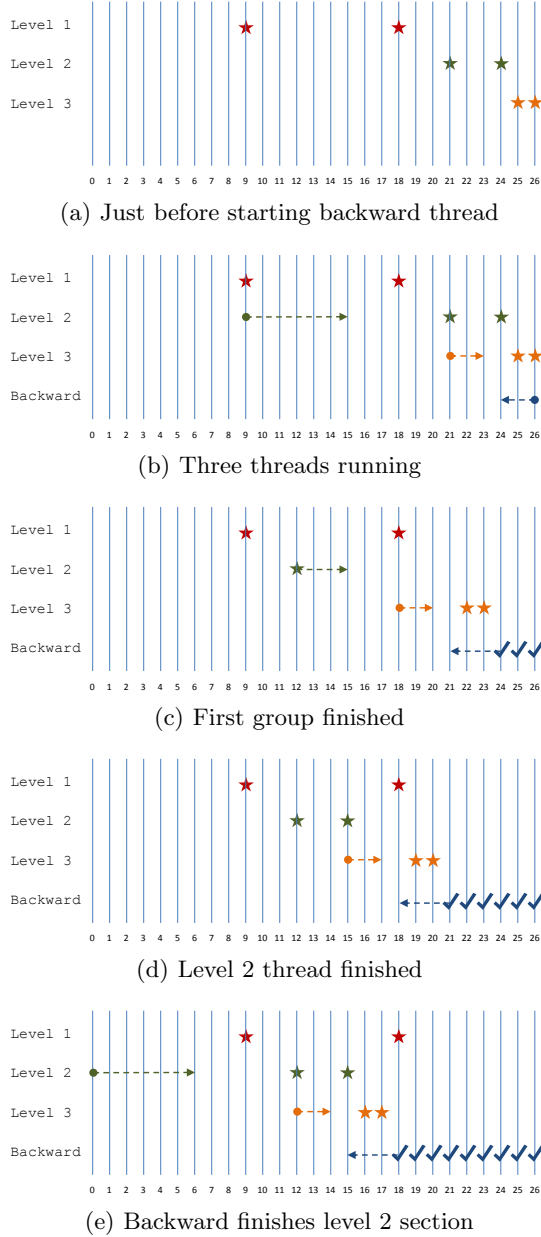 Level 1
Level 2
Level 3
0 1 2 3 4 5 6 7 8 9 10 11 12 13 14 15 16 17 18 19 20 21 22 23 24 25 26
(a) Just before starting backward thread
Level 1
Level 2
Level 3
Backward
0 1 2 3 4 5 6 7 8 9 10 11 12 13 14 15 16 17 18 19 20 21 22 23 24 25 26
(b) Three threads running
Level 1
Level 2
Level 3
Backward
0 1 2 3 4 5 6 7 8 9 10 11 12 13 14 15 16 17 18 19 20 21 22 23 24 25 26
(c) First group finished
Level 1
Level 2
Level 3
Backward
0 1 2 3 4 5 6 7 8 9 10 11 12 13 14 15 16 17 18 19 20 21 22 23 24 25 26
(d) Level 2 thread finished
Level 1
Level 2
Level 3
Backward
0 1 2 3 4 5 6 7 8 9 10 11 12 13 14 15 16 17 18 19 20 21 22 23 24 25 26
(e) Backward finishes level 2 section